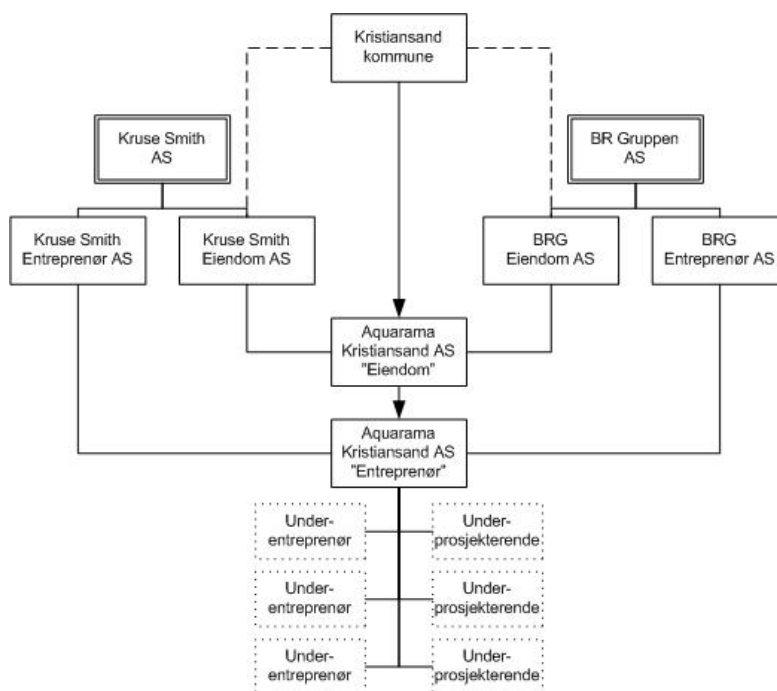 Kristiansand
kommune
Kruse Smith
AS
BR Gruppen
AS
Kruse Smith
Entreprenør AS
Kruse Smith
Eiendom AS
BRG
Eiendom AS
BRG
Entreprenør AS
Aquarama
Kristiansand AS
"Eiendom"
Aquarama
Kristiansand AS
"Entreprenør"
Under-
entreprenør
Under-
prosjekterende
Under-
entreprenør
Under-
prosjekterende
Under-
entreprenør
Under-
prosjekterende